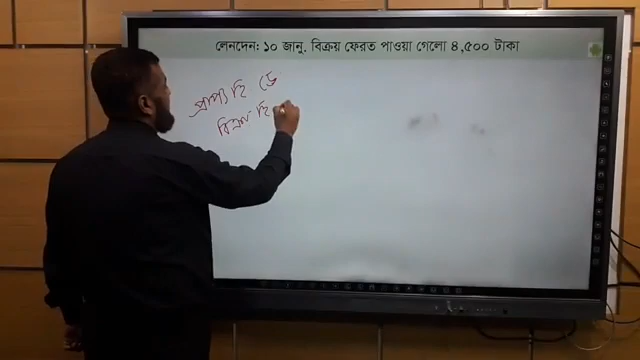 লেনদেন: ১০ জানু. বিক্রয় ফেরত পাওয়া গেলো ৪,৫০০ টাকা
প্রাপ্য হি ডে
বিক্রয় হি